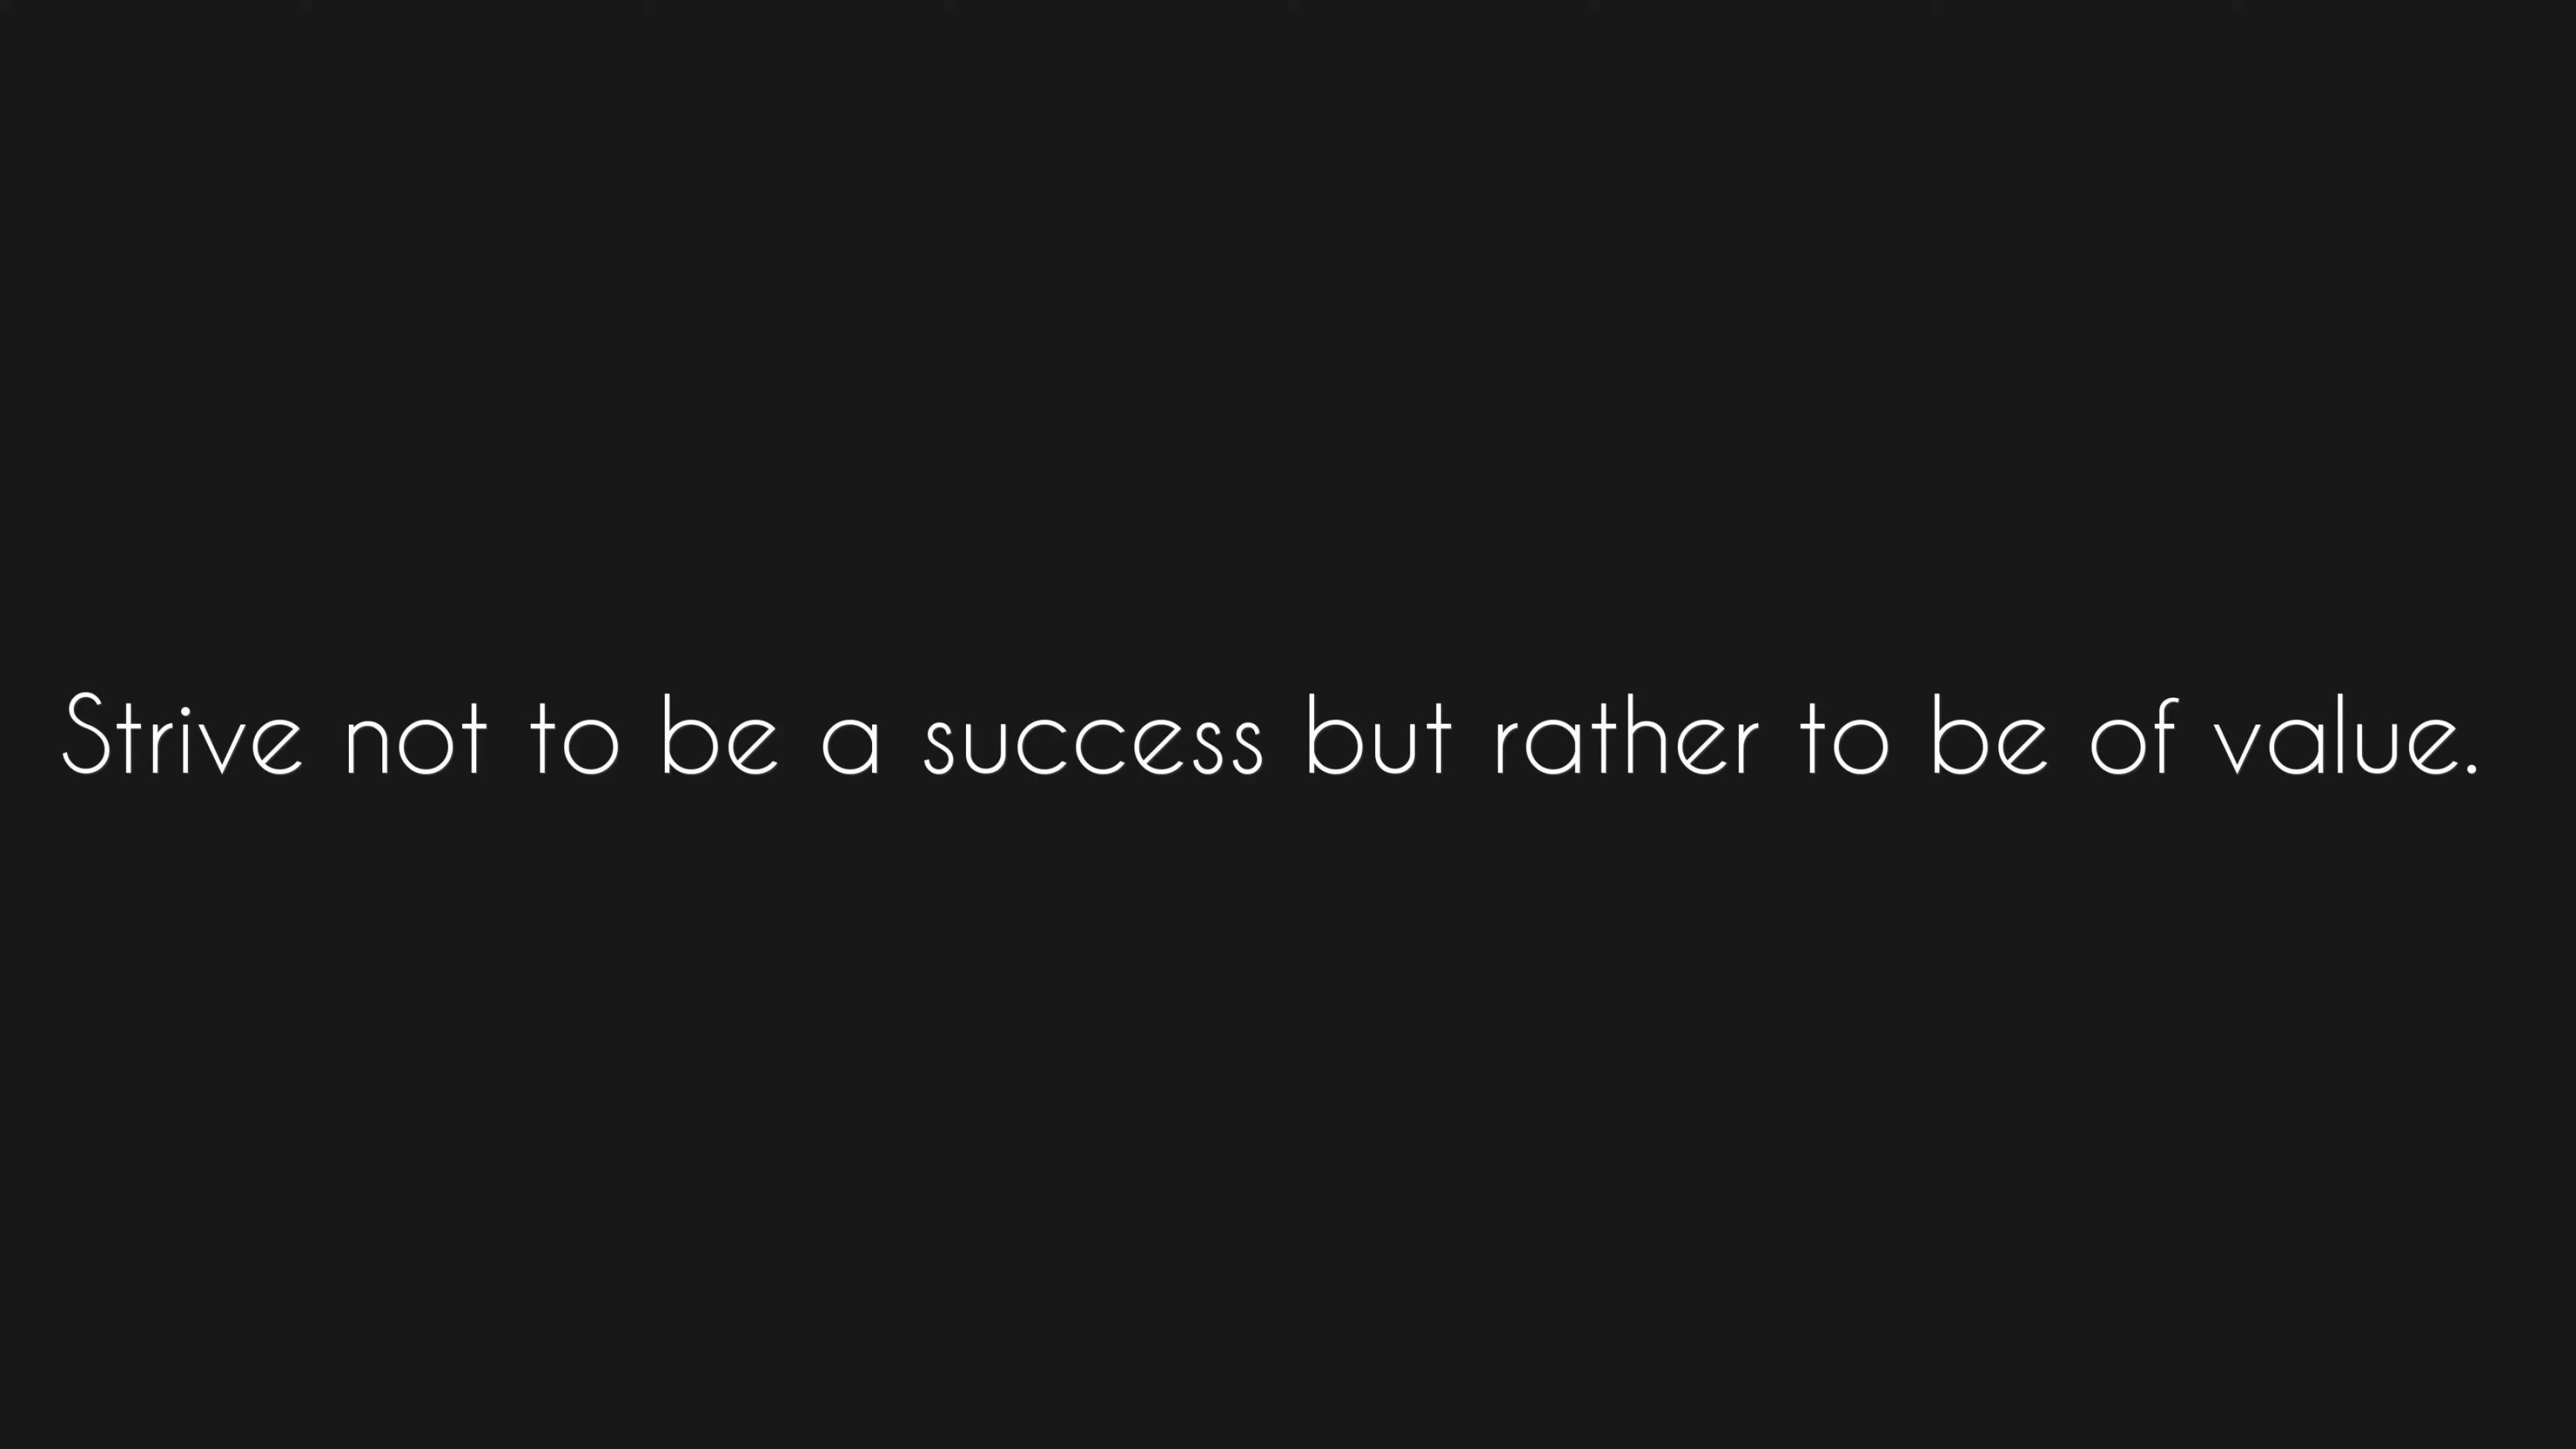 Strive not to be a success but rather to be of value.